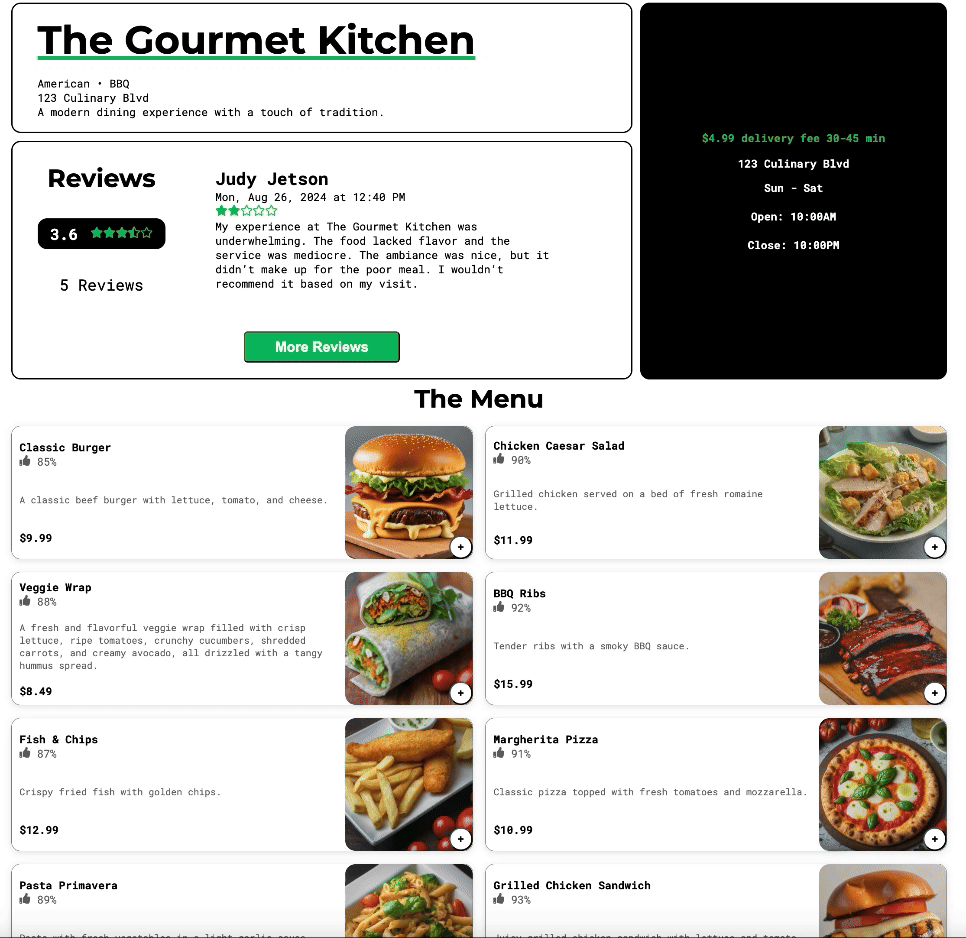 The Gourmet Kitchen
American • BBQ
123 Culinary Blvd
A modern dining experience with a touch of tradition.
$4.99 delivery fee 30-45 min
123 Culinary Blvd
Sun - Sat
Open: 10:00AM
Close: 10:00PM
Reviews
3.6
5 Reviews
Judy Jetson
Mon, Aug 26, 2024 at 12:40 PM
My experience at The Gourmet Kitchen was
underwhelming. The food lacked flavor and the
service was mediocre. The ambiance was nice, but it
didn’t make up for the poor meal. I wouldn’t
recommend it based on my visit.
More Reviews
The Menu
Classic Burger
85%
A classic beef burger with lettuce, tomato, and cheese.
$9.99
+
Chicken Caesar Salad
90%
Grilled chicken served on a bed of fresh romaine
lettuce.
$11.99
+
Veggie Wrap
88%
A fresh and flavorful veggie wrap filled with crisp
lettuce, ripe tomatoes, crunchy cucumbers, shredded
carrots, and creamy avocado, all drizzled with a tangy
hummus spread.
$8.49
+
BBQ Ribs
92%
Tender ribs with a smoky BBQ sauce.
$15.99
+
Fish & Chips
87%
Crispy fried fish with golden chips.
$12.99
+
Margherita Pizza
91%
Classic pizza topped with fresh tomatoes and mozzarella.
$10.99
+
Pasta Primavera
89%
Grilled Chicken Sandwich
93%